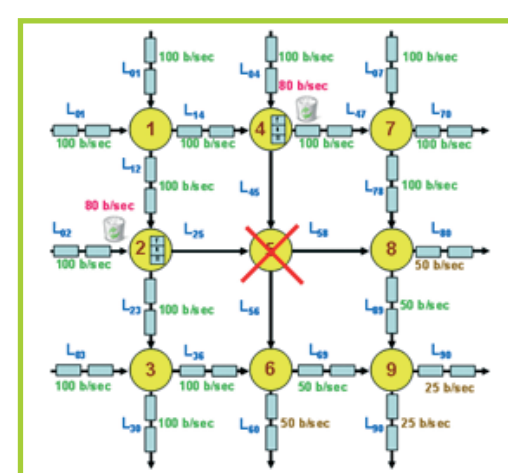 100 b/sec 100 b/sec 100 b/sec
L01 L04 L07
80 b/sec
L01 L14 L47 L70
1 4 7
100 b/sec 100 b/sec 100 b/sec 100 b/sec
L12 L45 L78
100 b/sec 100 b/sec
80 b/sec
L02 L25 L58 L80
2 5 8
100 b/sec 50 b/sec
L23 L56 L89
100 b/sec 50 b/sec
L03 L36 L69 L90
3 6 9
100 b/sec 100 b/sec 50 b/sec 25 b/sec
L30 L60 L90
100 b/sec 50 b/sec 25 b/sec